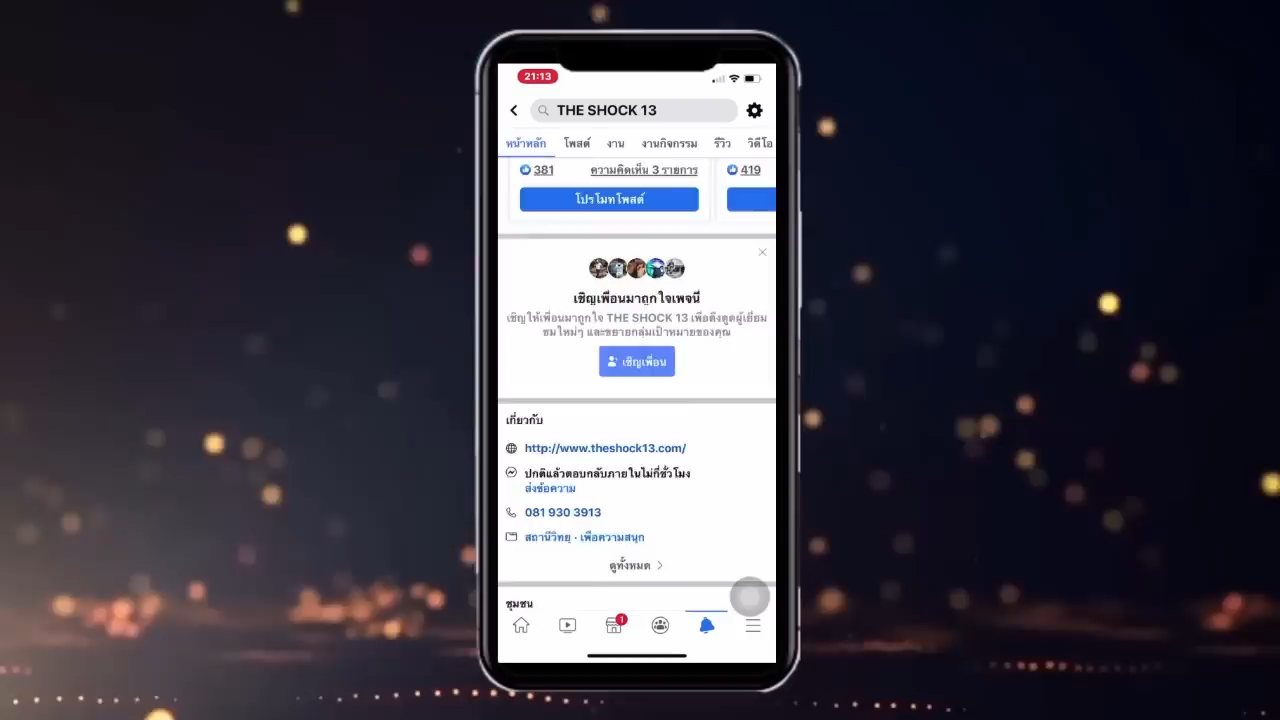 21:13
THE SHOCK 13
หน้าหลัก โพสต์ งาน งานกิจกรรม รีวิว วิดีโอ
381 ความคิดเห็น 3 รายการ 419
โปรโมทโพสต์
เชิญเพื่อนมาถูกใจเพจนี้
เชิญให้เพื่อนมาถูกใจ THE SHOCK 13 เพื่อดึงดูดผู้เยี่ยม
ชมใหม่ๆ และขยายกลุ่มเป้าหมายของคุณ
เชิญเพื่อน
เกี่ยวกับ
http://www.theshock13.com/
ปกติแล้วตอบกลับภายในไม่กี่ชั่วโมง
ส่งข้อความ
081 930 3913
สถานีวิทยุ · เพื่อความสนุก
ดูทั้งหมด
ชุมชน
1